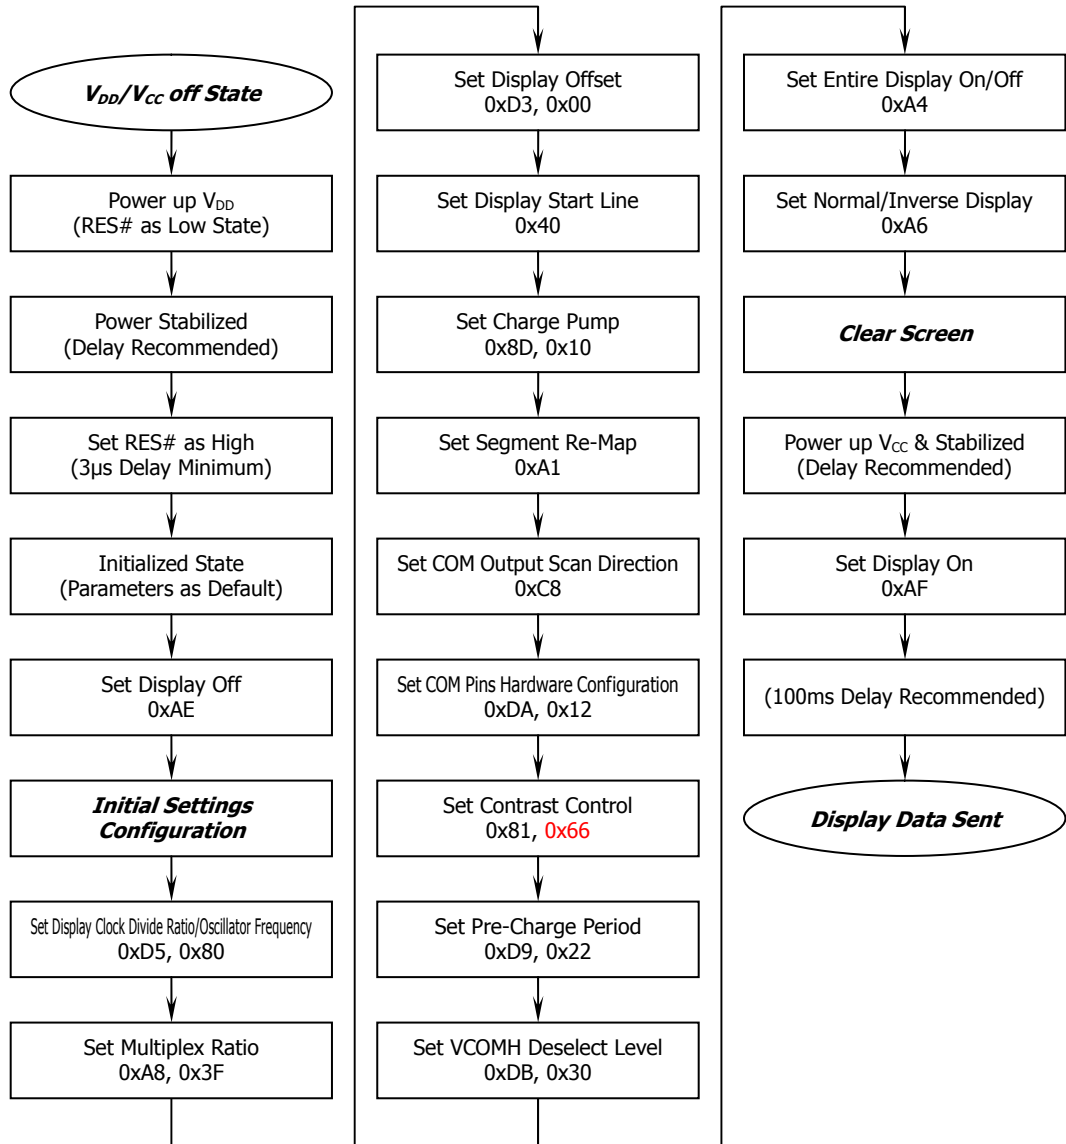 V_DD/V_CC off State
Power up V_DD
(RES# as Low State)
Power Stabilized
(Delay Recommended)
Set RES# as High
(3μs Delay Minimum)
Initialized State
(Parameters as Default)
Set Display Off
0xAE
Initial Settings
Configuration
Set Display Clock Divide Ratio/Oscillator Frequency
0xD5, 0x80
Set Multiplex Ratio
0xA8, 0x3F
Set Display Offset
0xD3, 0x00
Set Display Start Line
0x40
Set Charge Pump
0x8D, 0x10
Set Segment Re-Map
0xA1
Set COM Output Scan Direction
0xC8
Set COM Pins Hardware Configuration
0xDA, 0x12
Set Contrast Control
0x81, 0x66
Set Pre-Charge Period
0xD9, 0x22
Set VCOMH Deselect Level
0xDB, 0x30
Set Entire Display On/Off
0xA4
Set Normal/Inverse Display
0xA6
Clear Screen
Power up V_CC & Stabilized
(Delay Recommended)
Set Display On
0xAF
(100ms Delay Recommended)
Display Data Sent